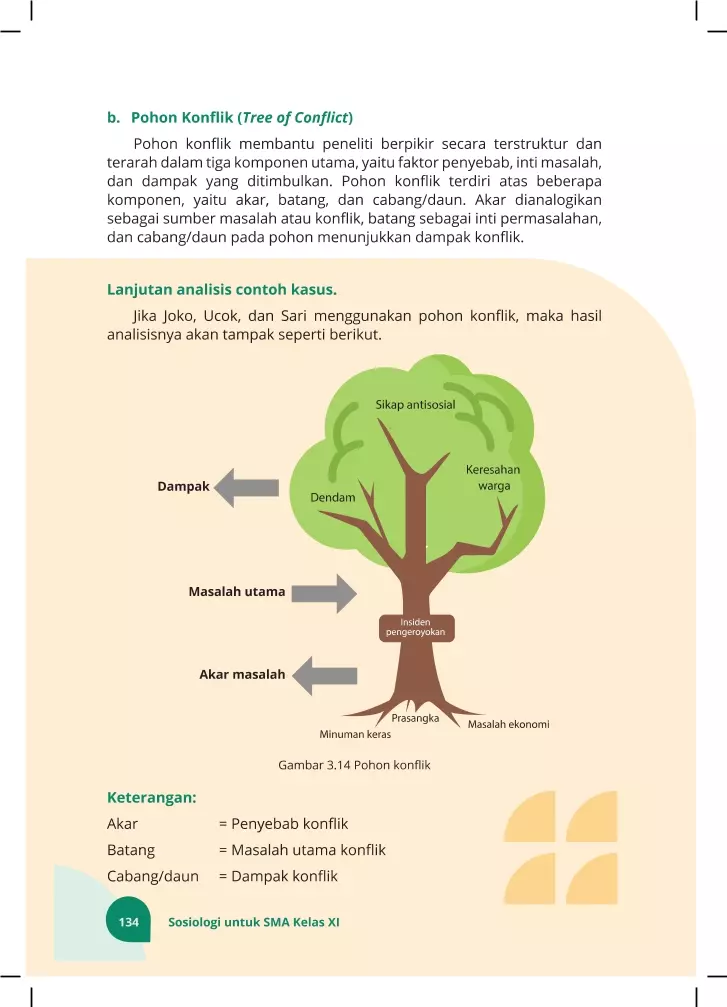 b. Pohon Konflik (Tree of Conflict)
Pohon konflik membantu peneliti berpikir secara terstruktur dan
terarah dalam tiga komponen utama, yaitu faktor penyebab, inti masalah,
dan dampak yang ditimbulkan. Pohon konflik terdiri atas beberapa
komponen, yaitu akar, batang, dan cabang/daun. Akar dianalogikan
sebagai sumber masalah atau konflik, batang sebagai inti permasalahan,
dan cabang/daun pada pohon menunjukkan dampak konflik.
Lanjutan analisis contoh kasus.
Jika Joko, Ucok, dan Sari menggunakan pohon konflik, maka hasil
analisisnya akan tampak seperti berikut.
Sikap antisosial
Keresahan
warga
Dampak
Dendam
Masalah utama
Insiden
pengeroyokan
Akar masalah
Prasangka
Masalah ekonomi
Minuman keras
Gambar 3.14 Pohon konflik
Keterangan:
Akar = Penyebab konflik
Batang = Masalah utama konflik
Cabang/daun = Dampak konflik
134 Sosiologi untuk SMA Kelas XI